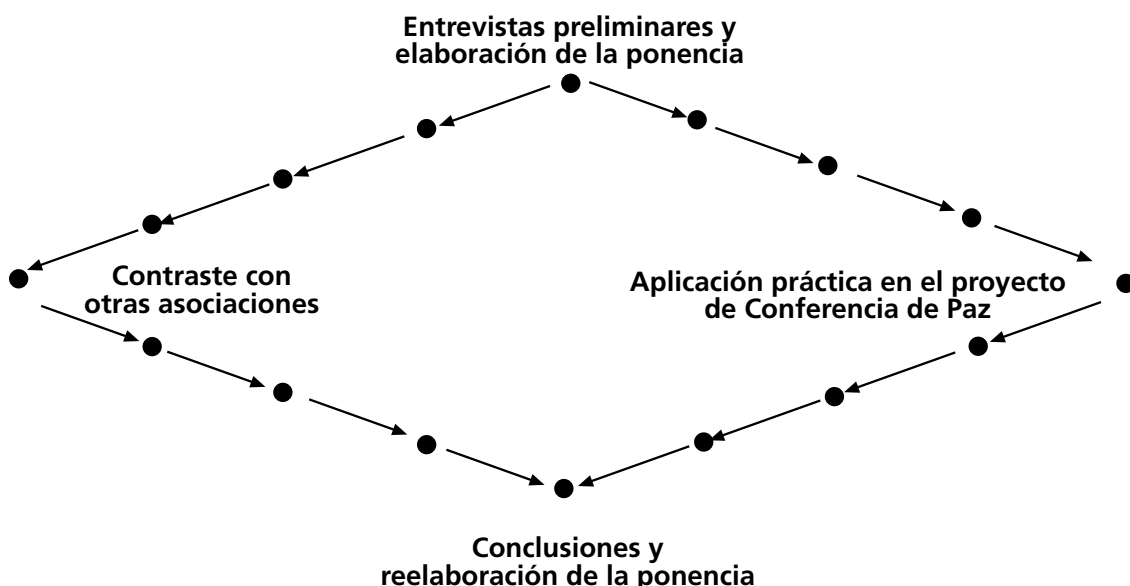 Entrevistas preliminares y
elaboración de la ponencia
Contraste con
otras asociaciones
Aplicación práctica en el proyecto
de Conferencia de Paz
Conclusiones y
reelaboración de la ponencia